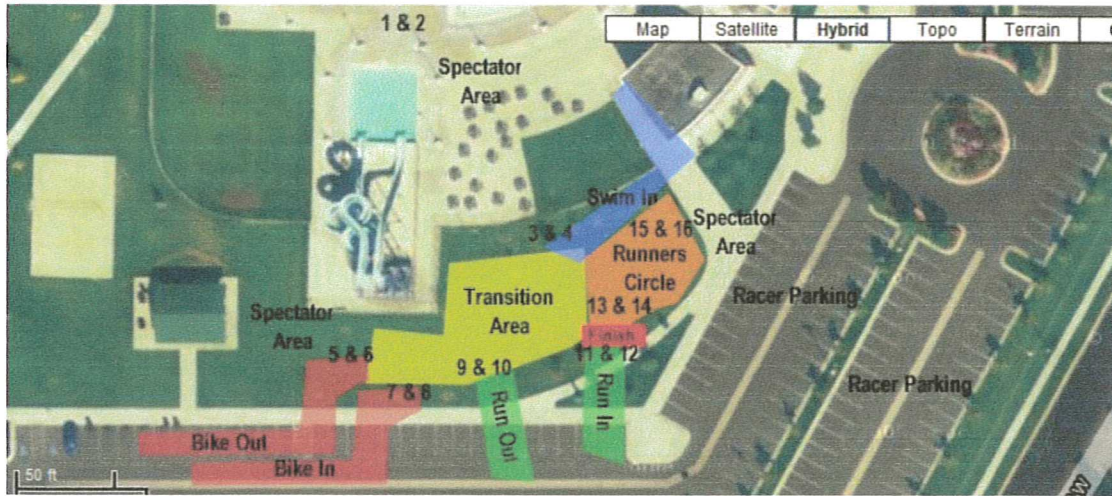 1 & 2
Map Satellite Hybrid Topo Terrain
Spectator
Area
Swim In
3 & 4
15 & 16
Spectator
Area
Runners
Circle
Transition
Area
13 & 14
Racer Parking
Spectator
Area
Finish
5 & 6
9 & 10
11 & 12
7 & 8
Racer Parking
Run Out
Run In
Bike Out
Bike In
50 ft
W